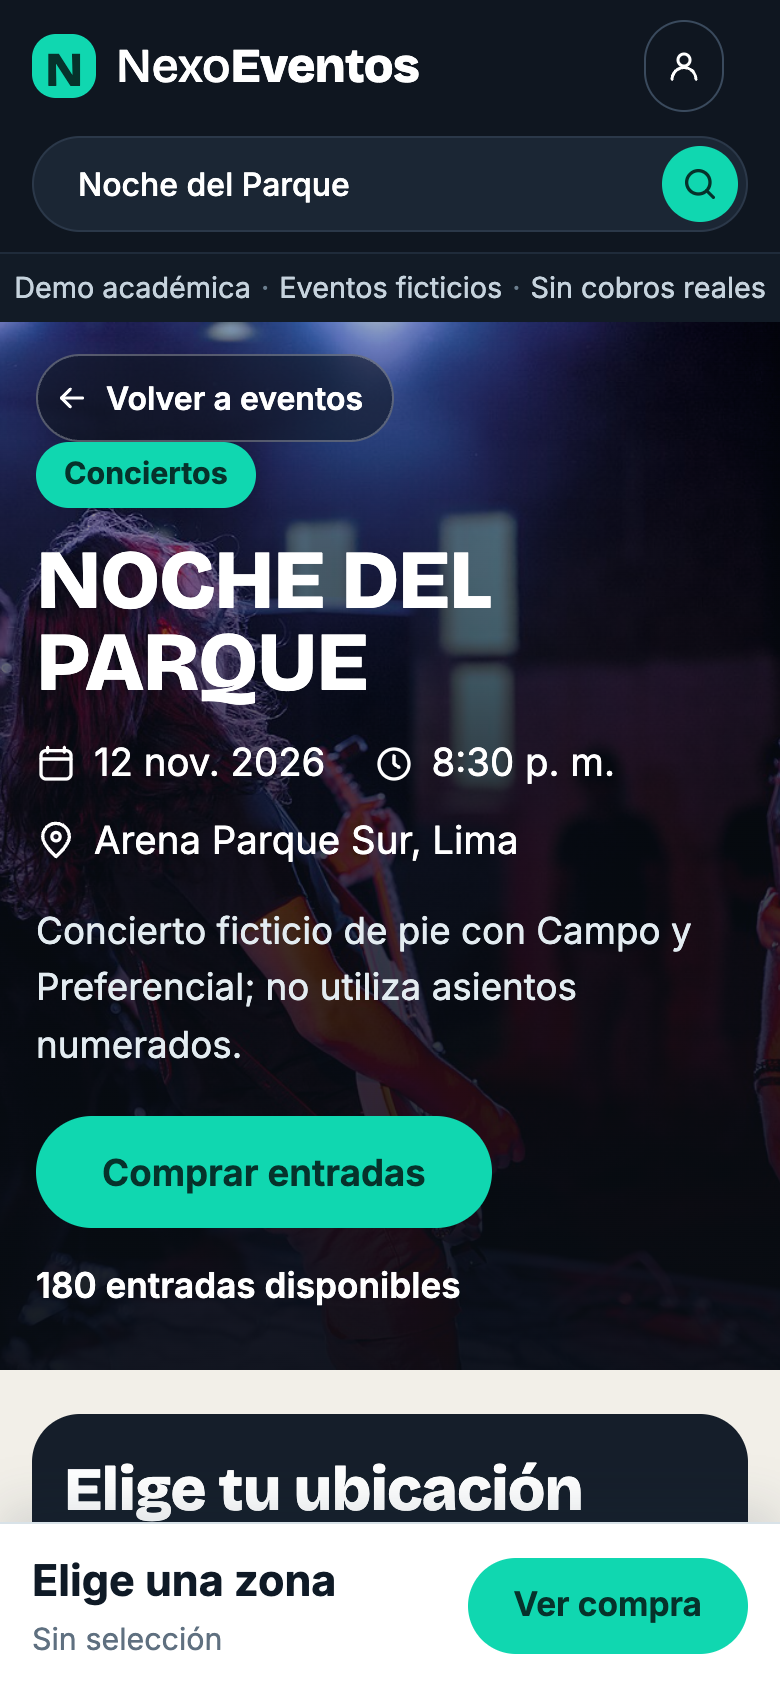 N NexoEventos
Noche del Parque
Demo académica · Eventos ficticios · Sin cobros reales
Volver a eventos
Conciertos
NOCHE DEL
PARQUE
12 nov. 2026 8:30 p. m.
Arena Parque Sur, Lima
Concierto ficticio de pie con Campo y
Preferencial; no utiliza asientos
numerados.
Comprar entradas
180 entradas disponibles
Elige tu ubicación
Elige una zona
Sin selección
Ver compra